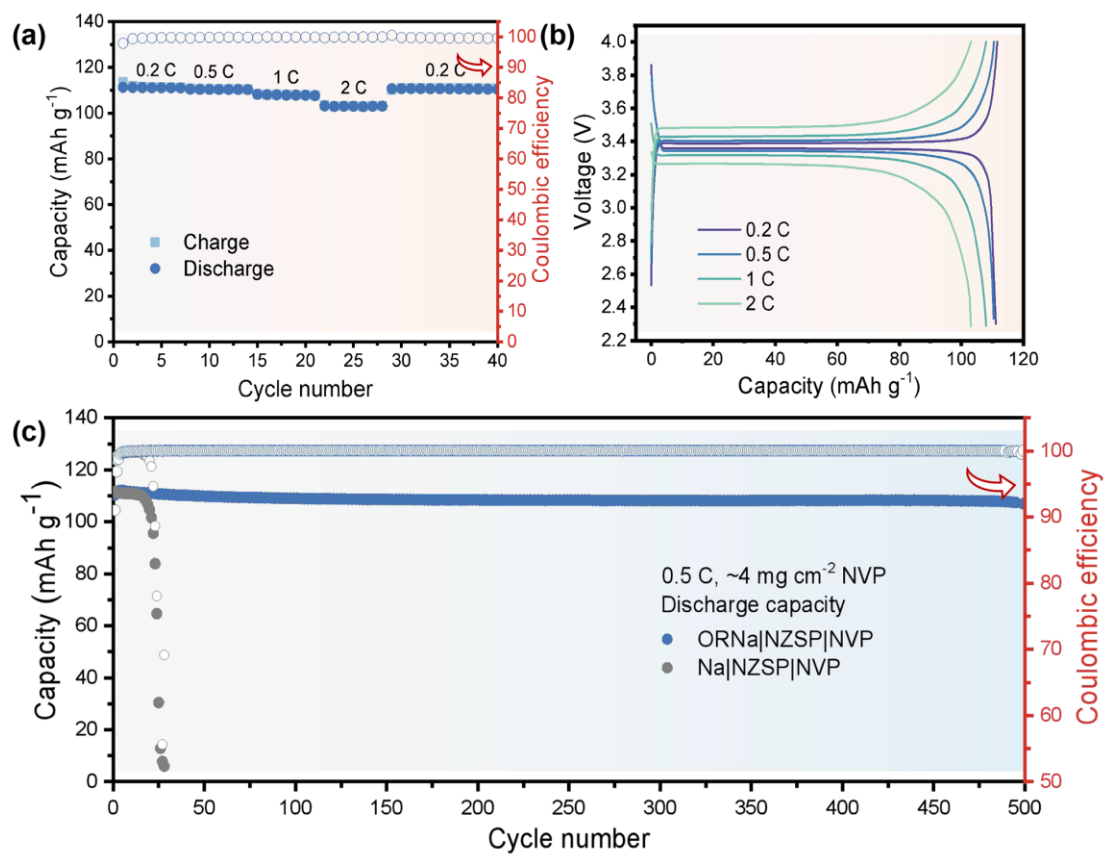 (a)
140
120
100
80
60
40
20
0
Capacity (mAh g⁻¹)
0.2 C 0.5 C 1 C 2 C 0.2 C
Charge
Discharge
100
90
80
70
60
50
40
30
20
10
0
Coulombic efficiency
0 5 10 15 20 25 30 35 40
Cycle number
(b)
4.0
3.8
3.6
3.4
3.2
3.0
2.8
2.6
2.4
2.2
Voltage (V)
0.2 C
0.5 C
1 C
2 C
0 20 40 60 80 100 120
Capacity (mAh g⁻¹)
(c)
140
120
100
80
60
40
20
0
Capacity (mAh g⁻¹)
0.5 C, ~4 mg cm⁻² NVP
Discharge capacity
ORNa|NZSP|NVP
Na|NZSP|NVP
100
90
80
70
60
50
Coulombic efficiency
0 50 100 150 200 250 300 350 400 450 500
Cycle number